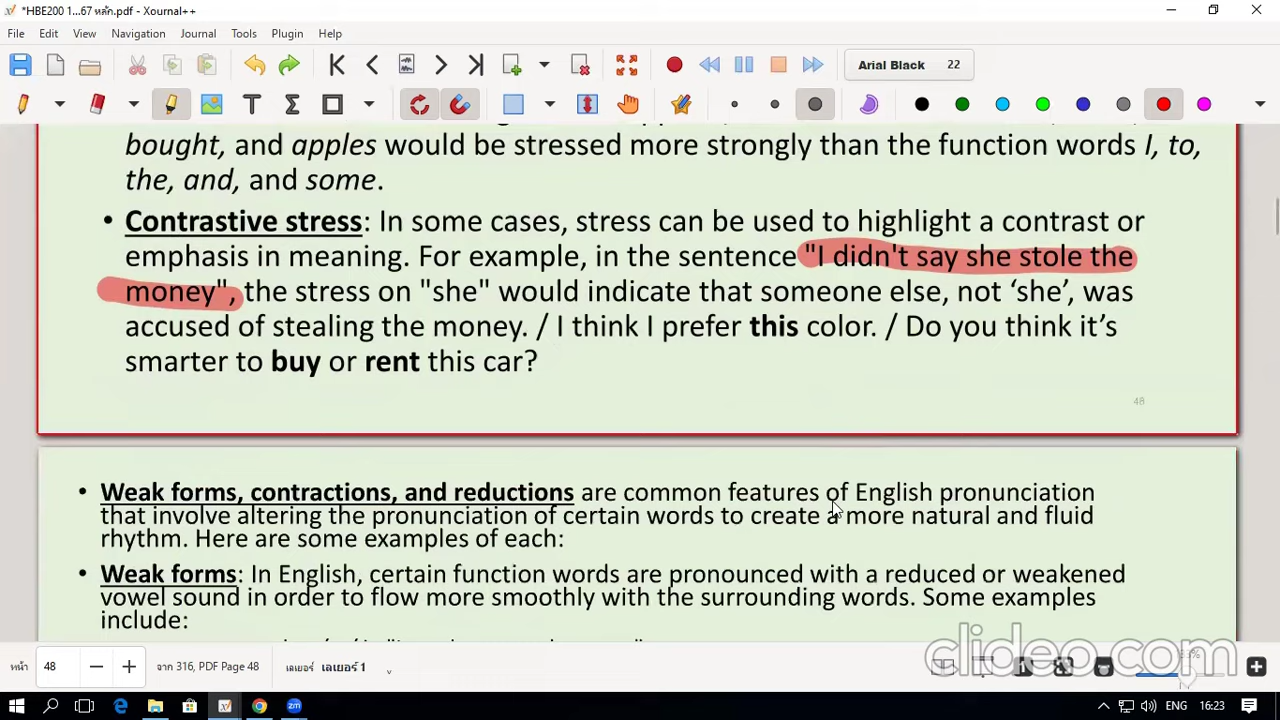 *HBE200 1...67 หลัก.pdf - Xournal++
File Edit View Navigation Journal Tools Plugin Help
Arial Black 22
bought, and apples would be stressed more strongly than the function words I, to,
the, and, and some.
• Contrastive stress: In some cases, stress can be used to highlight a contrast or
emphasis in meaning. For example, in the sentence "I didn't say she stole the
money", the stress on "she" would indicate that someone else, not ‘she’, was
accused of stealing the money. / I think I prefer this color. / Do you think it’s
smarter to buy or rent this car?
48
• Weak forms, contractions, and reductions are common features of English pronunciation
that involve altering the pronunciation of certain words to create a more natural and fluid
rhythm. Here are some examples of each:
• Weak forms: In English, certain function words are pronounced with a reduced or weakened
vowel sound in order to flow more smoothly with the surrounding words. Some examples
include:
หน้า 48 จาก 316, PDF Page 48 เลเยอร์ เลเยอร์ 1
clideo.com
ENG 16:23